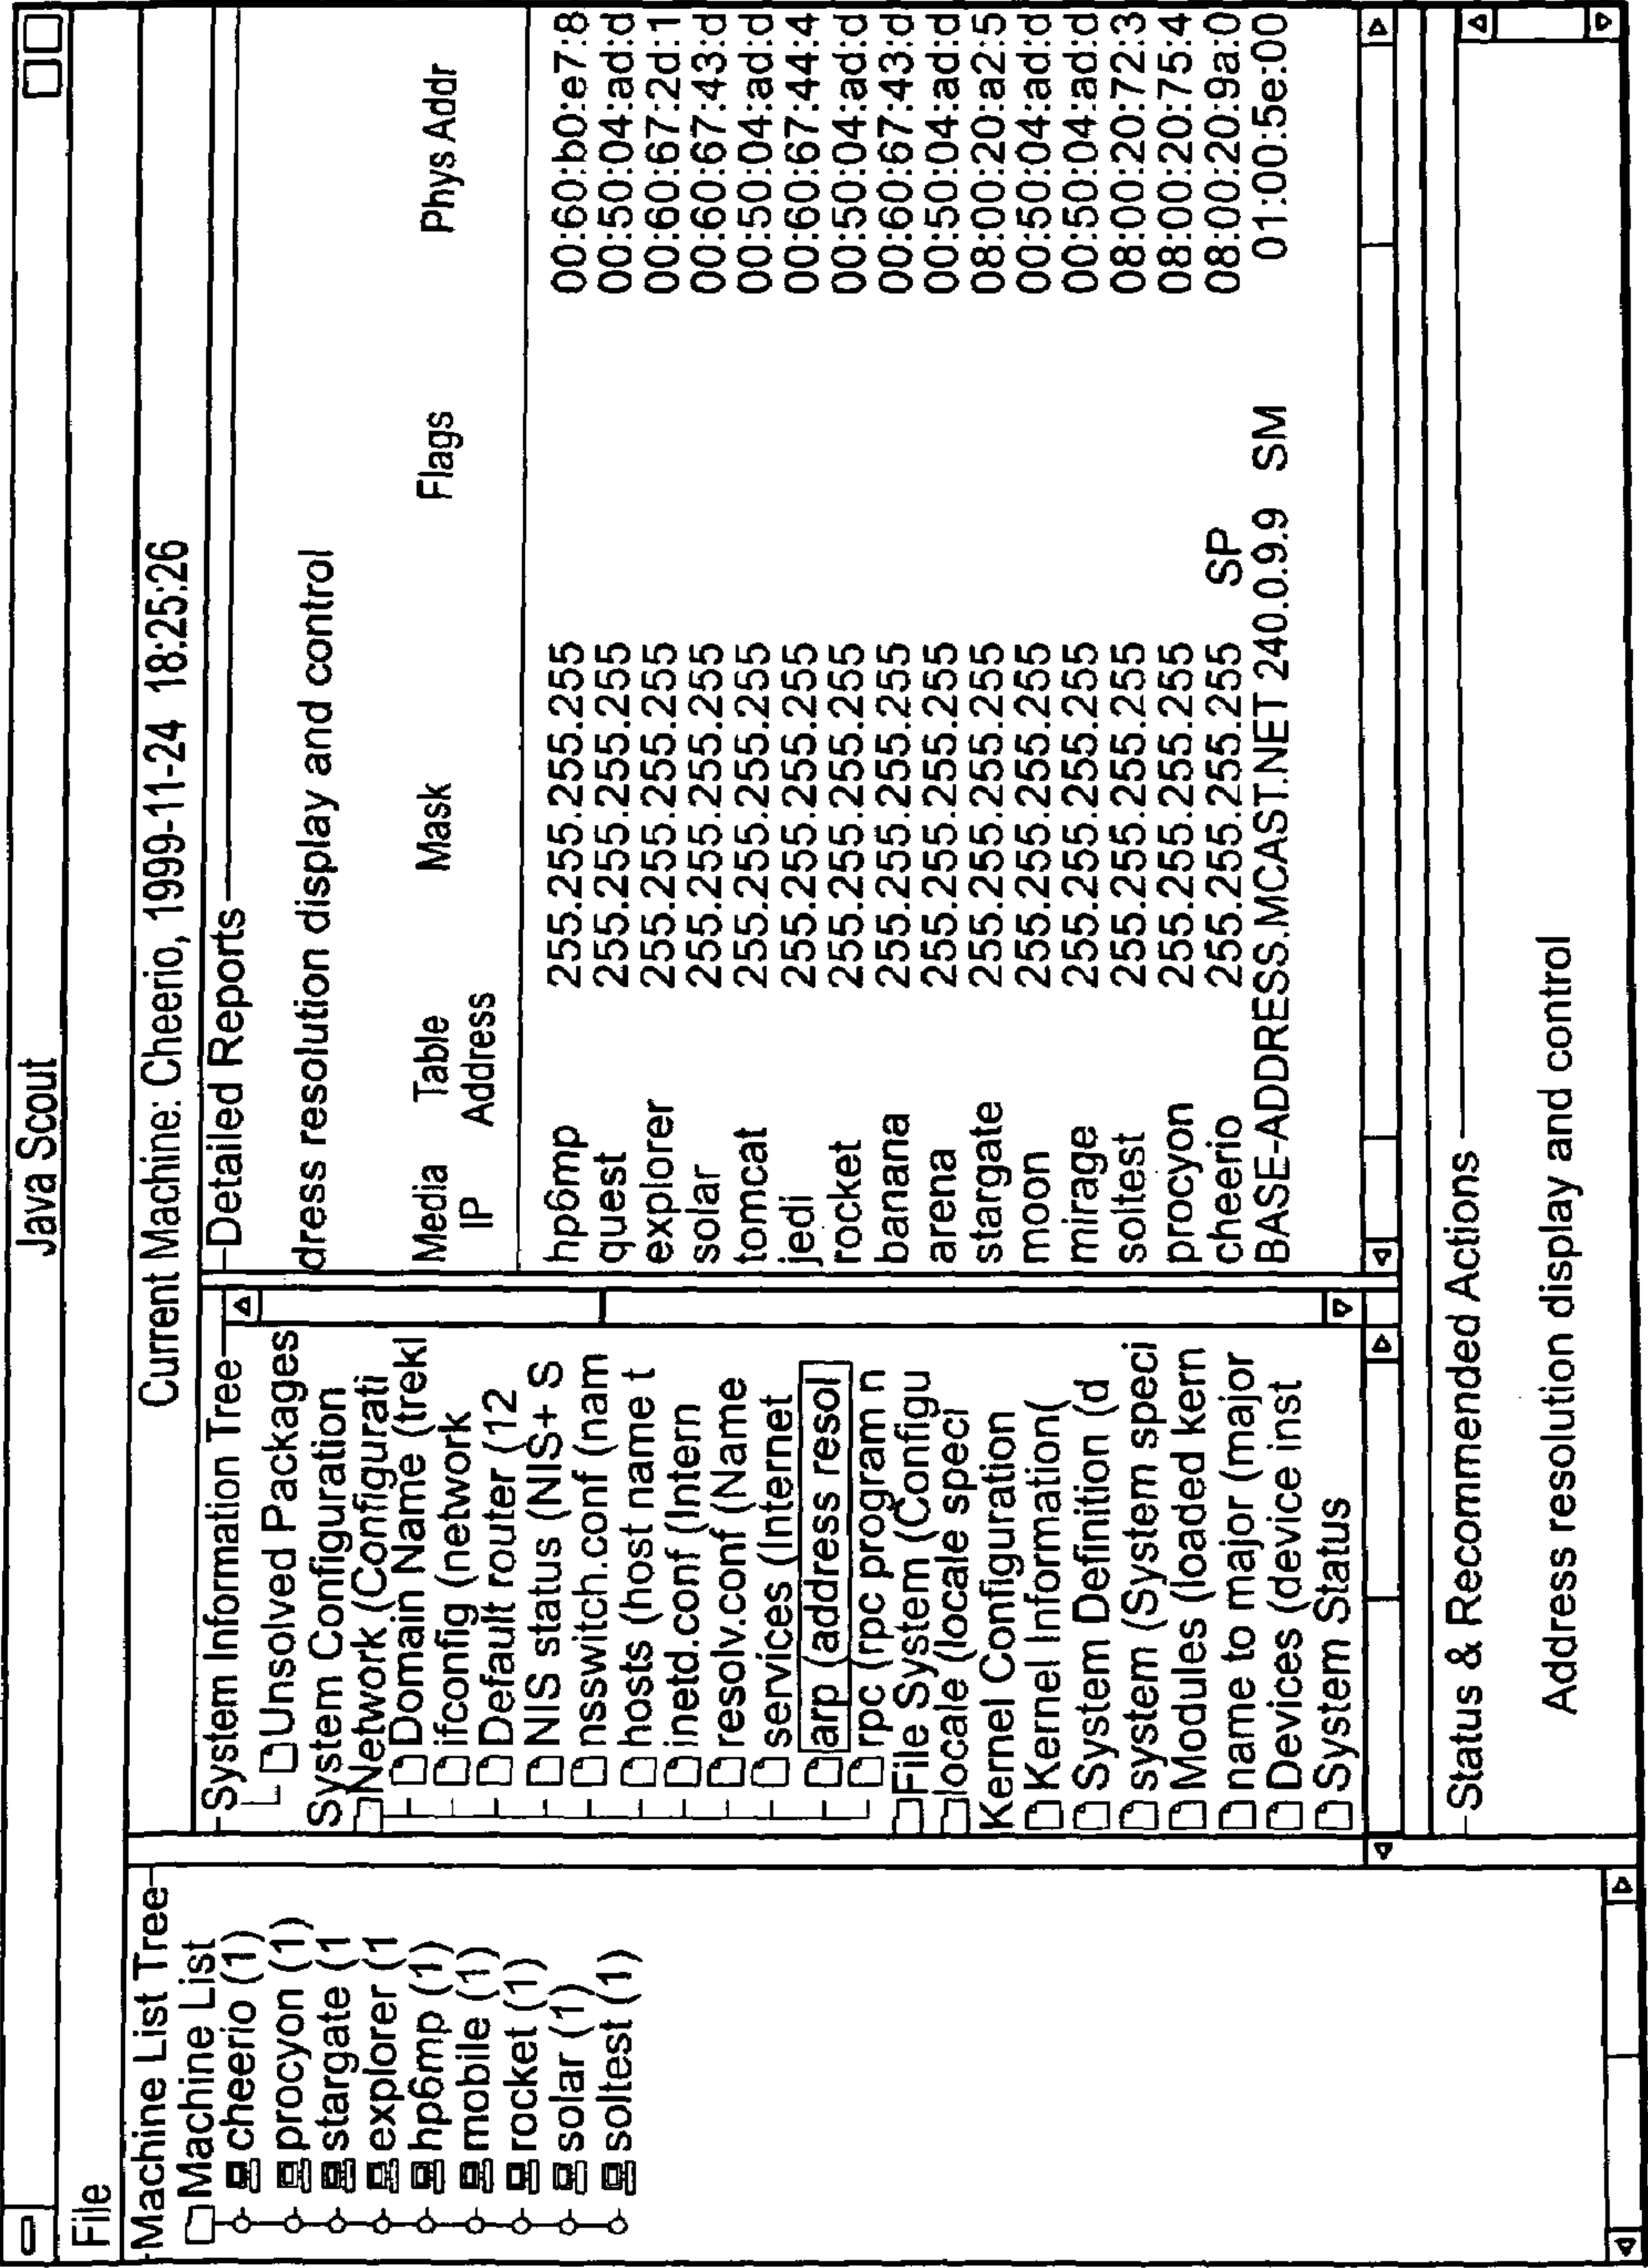 Java Scout
File
Machine List Tree
Machine List
cheerio (1)
procyon (1)
stargate (1
explorer (1
hp6mp (1)
mobile (1)
rocket (1)
solar (1)
soltest (1)
Current Machine: Cheerio, 1999-11-24 18:25:26
System Information Tree
Unsolved Packages
System Configuration
Network (Configurati
Domain Name (trekl
ifconfig (network
Default router (12
NIS status (NIS+ S
nsswitch.conf (nam
hosts (host name t
inetd.conf (Intern
resolv.conf (Name
services (Internet
arp (address resol
rpc (rpc program n
File System (Configu
locale (locale speci
Kernel Configuration
Kernel Information(
System Definition (d
system (System speci
Modules (loaded kern
name to major (major
Devices (device inst
System Status
Detailed Reports
dress resolution display and control
Media Table Mask Flags Phys Addr
IP Address
hp6mp 255.255.255.255 00:60:b0:e7:8
quest 255.255.255.255 00:50:04:ad:d
explorer 255.255.255.255 00:60:67:2d:1
solar 255.255.255.255 00:60:67:43:d
tomcat 255.255.255.255 00:50:04:ad:d
jedi 255.255.255.255 00:60:67:44:4
rocket 255.255.255.255 00:50:04:ad:d
banana 255.255.255.255 00:60:67:43:d
arena 255.255.255.255 00:50:04:ad:d
stargate 255.255.255.255 08:00:20:a2:5
moon 255.255.255.255 00:50:04:ad:d
mirage 255.255.255.255 00:50:04:ad:d
soltest 255.255.255.255 08:00:20:72:3
procyon 255.255.255.255 08:00:20:75:4
cheerio 255.255.255.255 SP 08:00:20:9a:0
BASE-ADDRESS.MCAST.NET 240.0.9.9 SM 01:00:5e:00
Status & Recommended Actions
Address resolution display and control